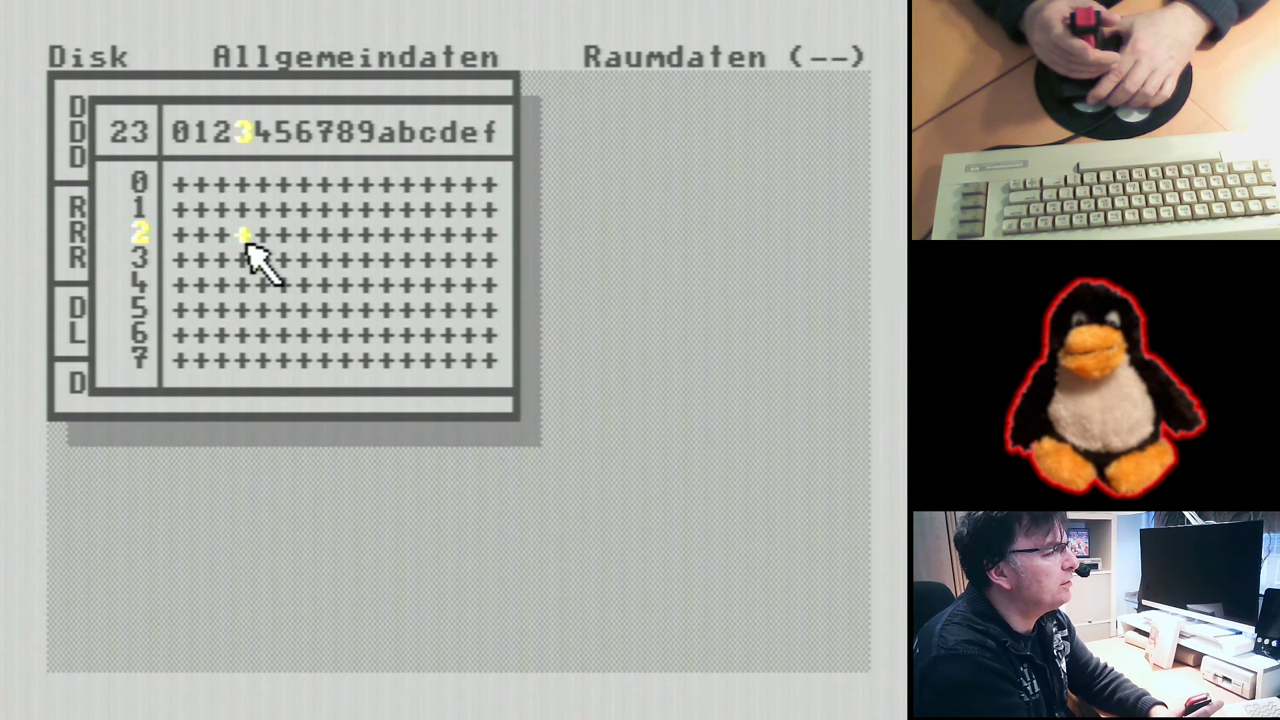 Disk Allgemeindaten Raumdaten (--)
D
D 23 0123456789abcdef
D
0 ++++++++++++++++
R 1 ++++++++++++++++
R 2 ++++++++++++++++
R 3 ++++++++++++++++
4 ++++++++++++++++
D 5 ++++++++++++++++
L 6 ++++++++++++++++
7 ++++++++++++++++
D